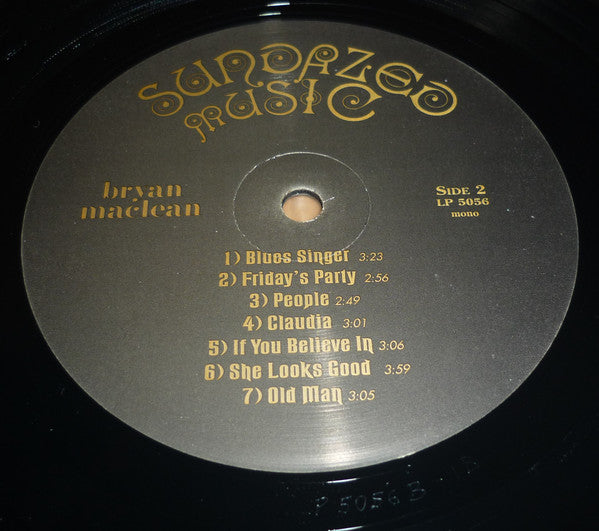 SUNDAZED
MUSIC
bryan
maclean
SIDE 2
LP 5056
mono
1) Blues Singer 3:23
2) Friday's Party 2:56
3) People 2:49
4) Claudia 3:01
5) If You Believe In 3:06
6) She Looks Good 3:59
7) Old Man 3:05
P 5056 B